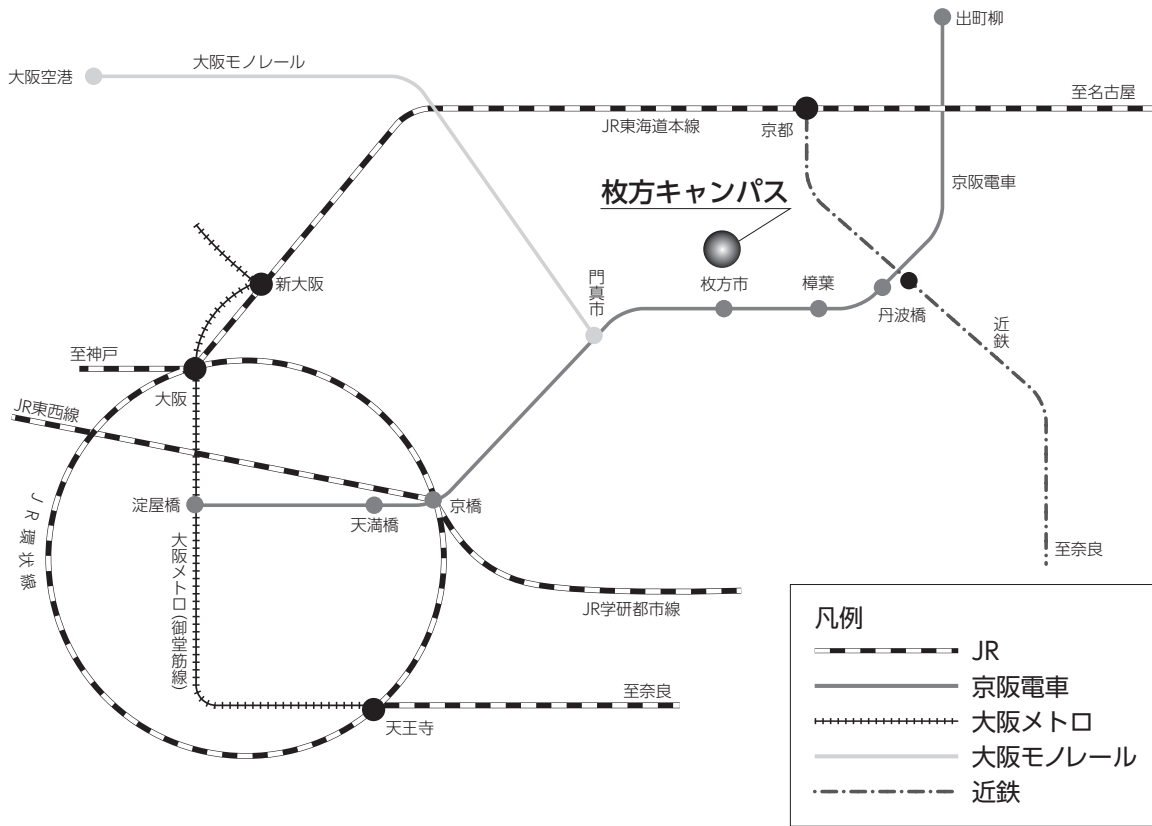 出町柳
大阪モノレール
大阪空港
至名古屋
JR東海道本線
京都
京阪電車
枚方キャンパス
新大阪
門真市
枚方市
樟葉
丹波橋
近鉄
至神戸
大阪
JR東西線
淀屋橋
天満橋
京橋
JR環状線
大阪メトロ(御堂筋線)
至奈良
JR学研都市線
至奈良
天王寺
凡例
JR
京阪電車
大阪メトロ
大阪モノレール
近鉄